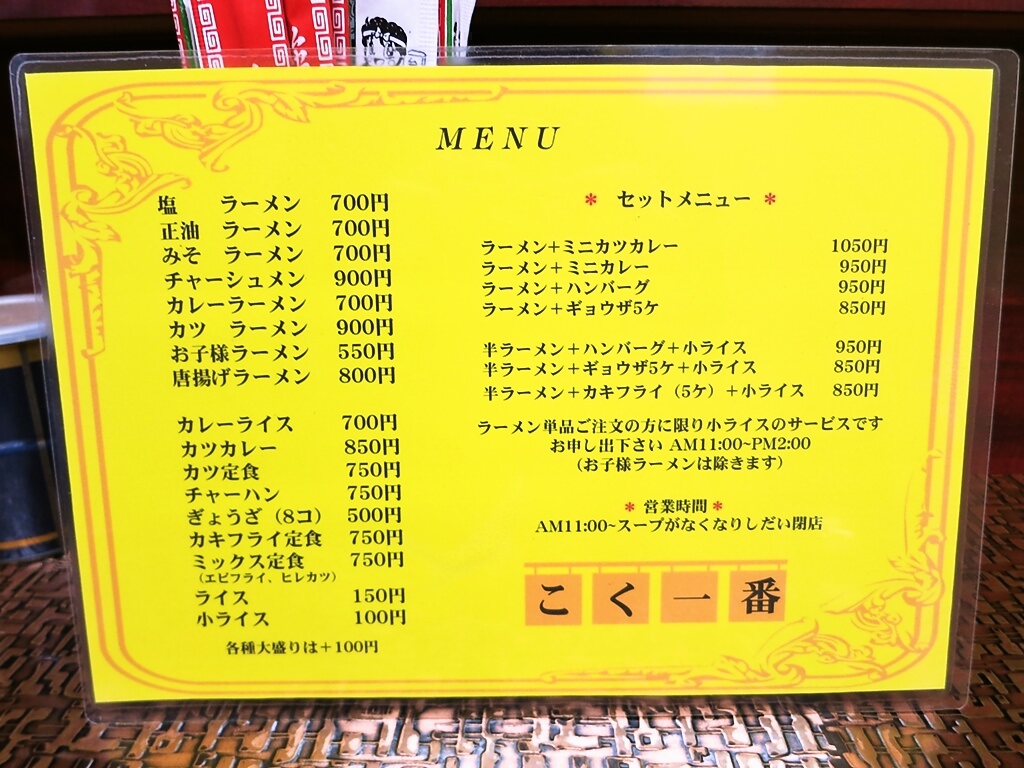 MENU
塩 ラーメン 700円
正油 ラーメン 700円
みそ ラーメン 700円
チャーシュメン 900円
カレーラーメン 700円
カツ ラーメン 900円
お子様ラーメン 550円
唐揚げラーメン 800円
カレーライス 700円
カツカレー 850円
カツ定食 750円
チャーハン 750円
ぎょうざ（8コ） 500円
カキフライ定食 750円
ミックス定食 750円
（エビフライ、ヒレカツ）
ライス 150円
小ライス 100円
各種大盛りは＋100円
* セットメニュー *
ラーメン＋ミニカツカレー 1050円
ラーメン＋ミニカレー 950円
ラーメン＋ハンバーグ 950円
ラーメン＋ギョウザ5ケ 850円
半ラーメン＋ハンバーグ＋小ライス 950円
半ラーメン＋ギョウザ5ケ＋小ライス 850円
半ラーメン＋カキフライ（5ケ）＋小ライス 850円
ラーメン単品ご注文の方に限り小ライスのサービスです
お申し出下さい AM11:00~PM2:00
（お子様ラーメンは除きます）
* 営業時間 *
AM11:00~スープがなくなりしだい閉店
こく一番